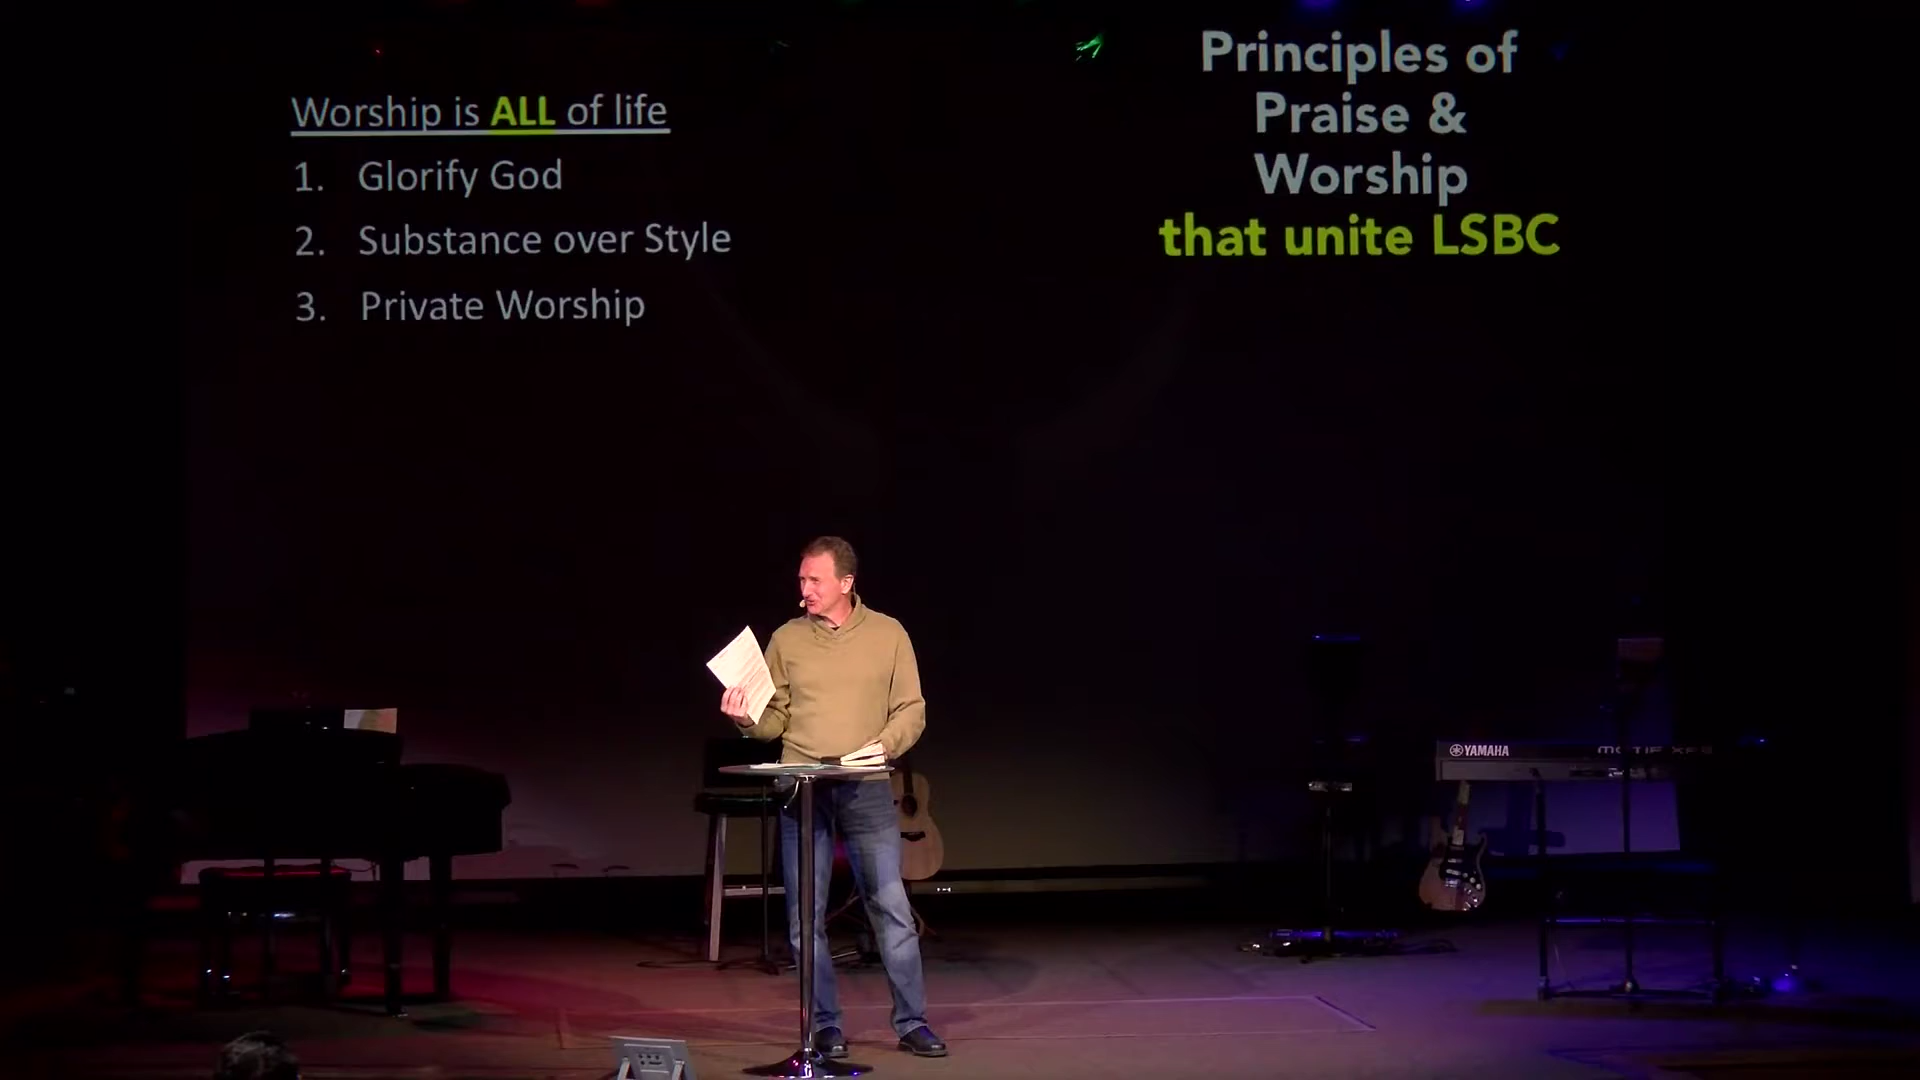 Worship is ALL of life
1. Glorify God
2. Substance over Style
3. Private Worship
Principles of
Praise &
Worship
that unite LSBC
YAMAHA